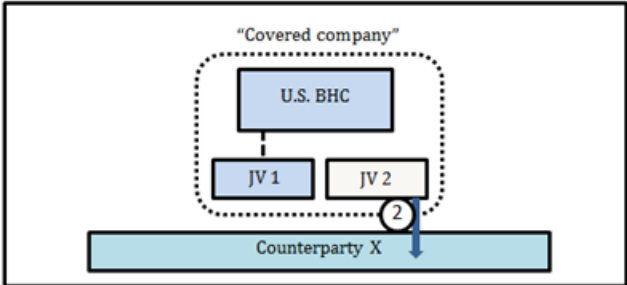 “Covered company”
U.S. BHC
JV 1
JV 2
2
Counterparty X